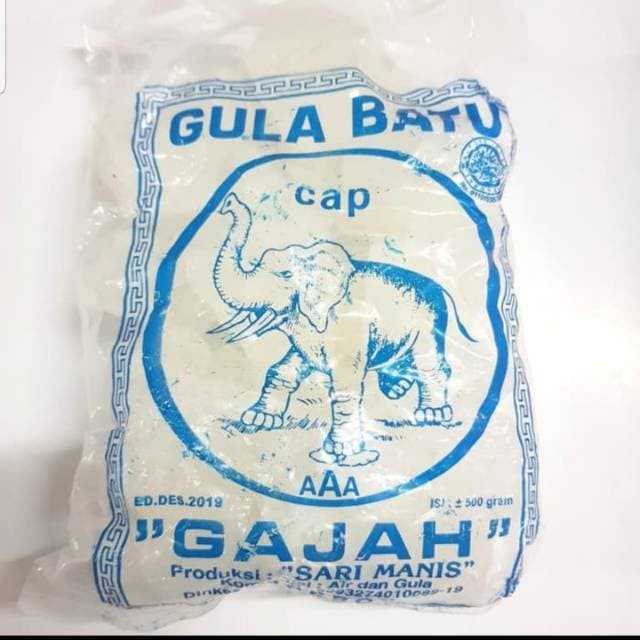 GULA BATU
cap
AAA
ED.DES.2019
ISI : ± 500 gram
"GAJAH"
Produksi : "SARI MANIS"
Air dan Gula